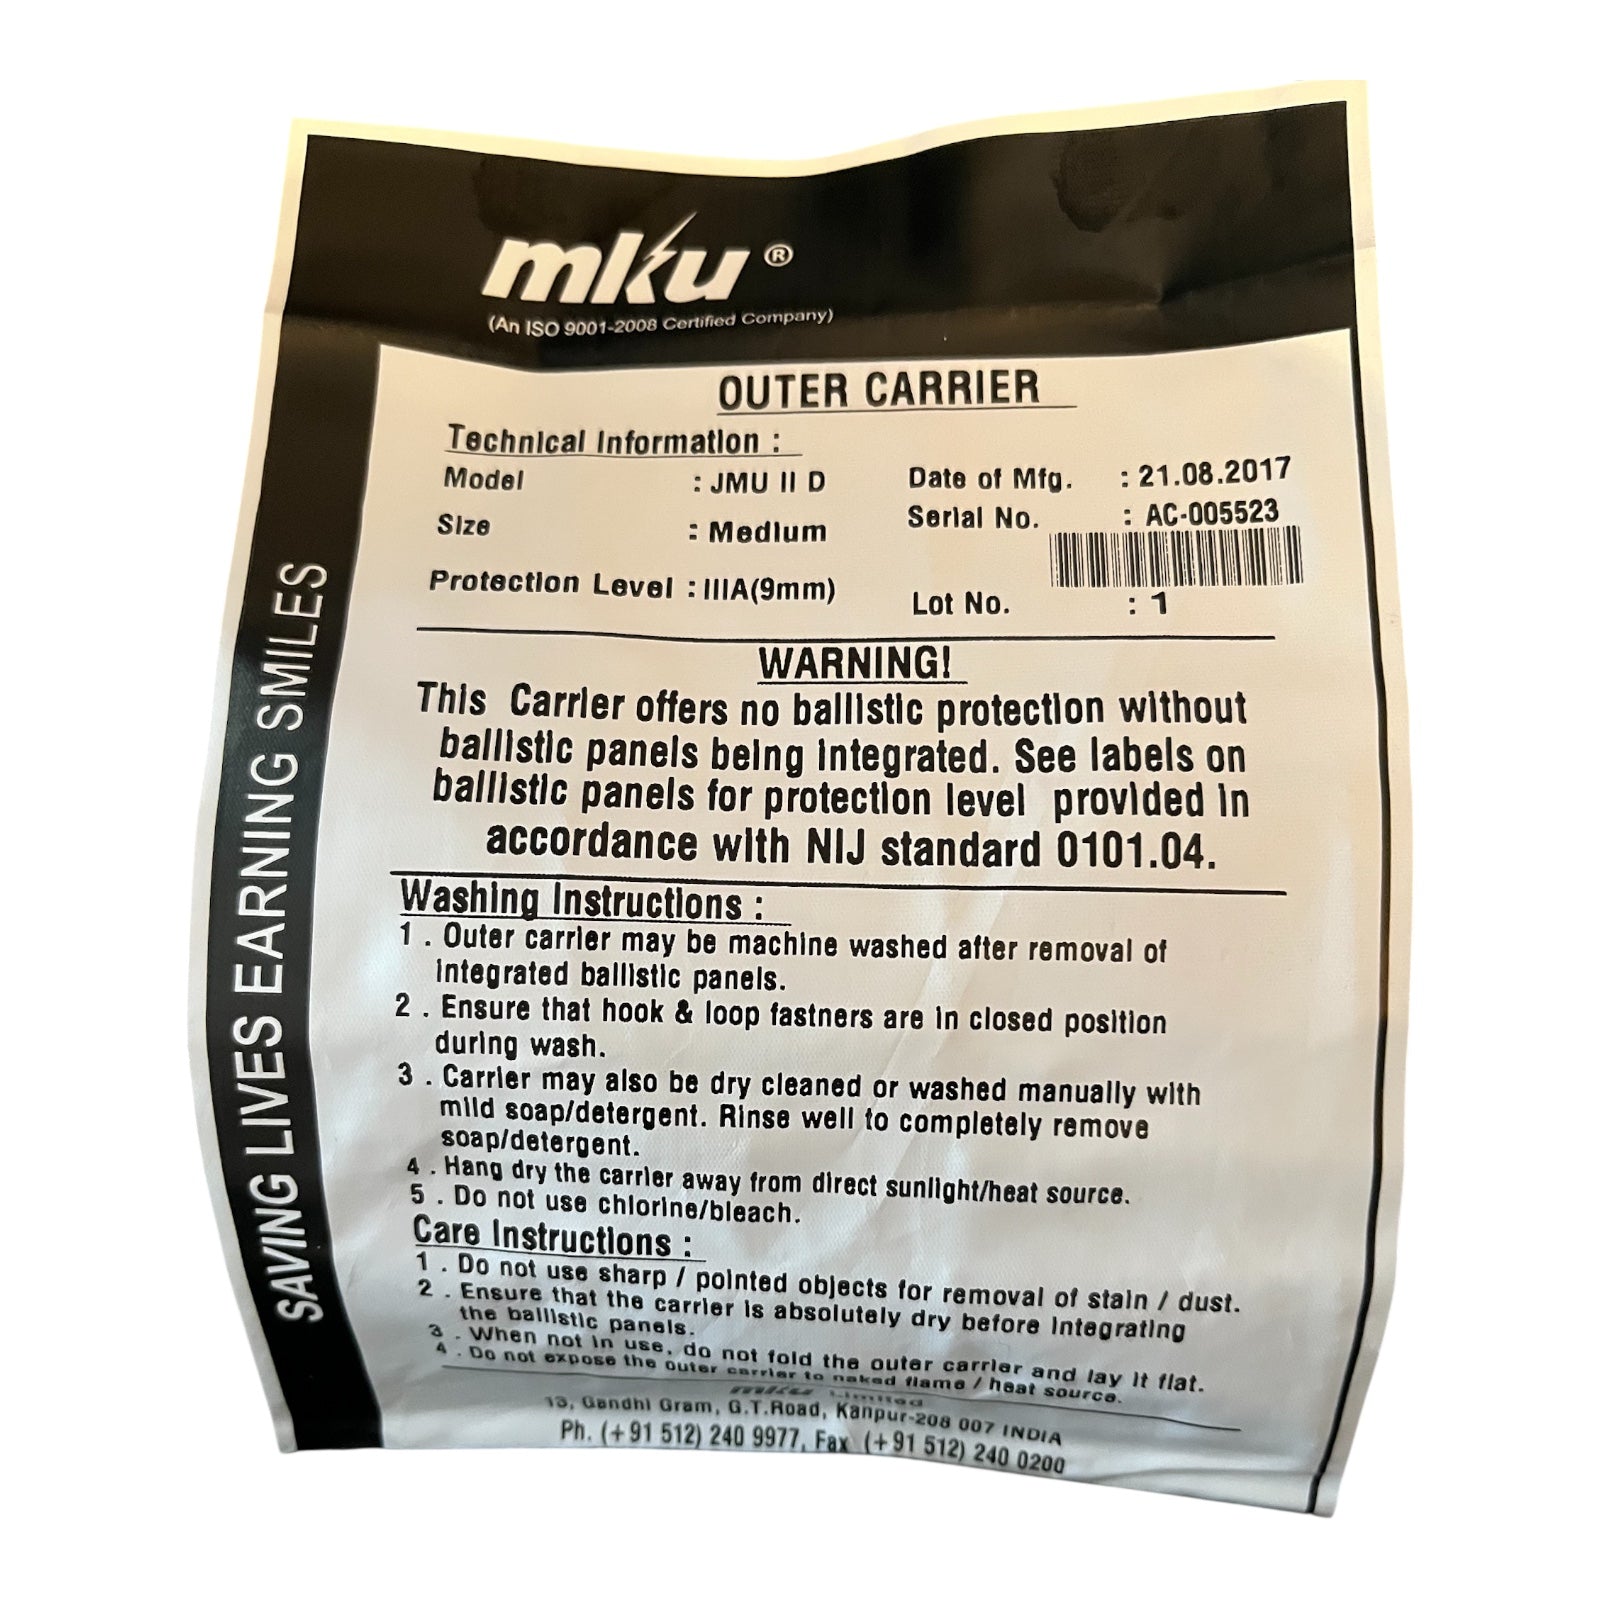 mku ®
(An ISO 9001-2008 Certified Company)
SAVING LIVES EARNING SMILES
OUTER CARRIER
Technical Information :
Model : JMU II D
Date of Mfg. : 21.08.2017
Size : Medium
Serial No. : AC-005523
Protection Level : IIIA(9mm)
Lot No. : 1
WARNING!
This Carrier offers no ballistic protection without
ballistic panels being integrated. See labels on
ballistic panels for protection level provided in
accordance with NIJ standard 0101.04.
Washing Instructions :
1 . Outer carrier may be machine washed after removal of
integrated ballistic panels.
2 . Ensure that hook & loop fastners are in closed position
during wash.
3 . Carrier may also be dry cleaned or washed manually with
mild soap/detergent. Rinse well to completely remove
soap/detergent.
4 . Hang dry the carrier away from direct sunlight/heat source.
5 . Do not use chlorine/bleach.
Care Instructions :
1 . Do not use sharp / pointed objects for removal of stain / dust.
2 . Ensure that the carrier is absolutely dry before integrating
the ballistic panels.
3 . When not in use, do not fold the outer carrier and lay it flat.
4 . Do not expose the outer carrier to naked flame / heat source.
mku Limited
13, Gandhi Gram, G.T.Road, Kanpur-208 007 INDIA
Ph. (+91 512) 240 9977, Fax (+91 512) 240 0200